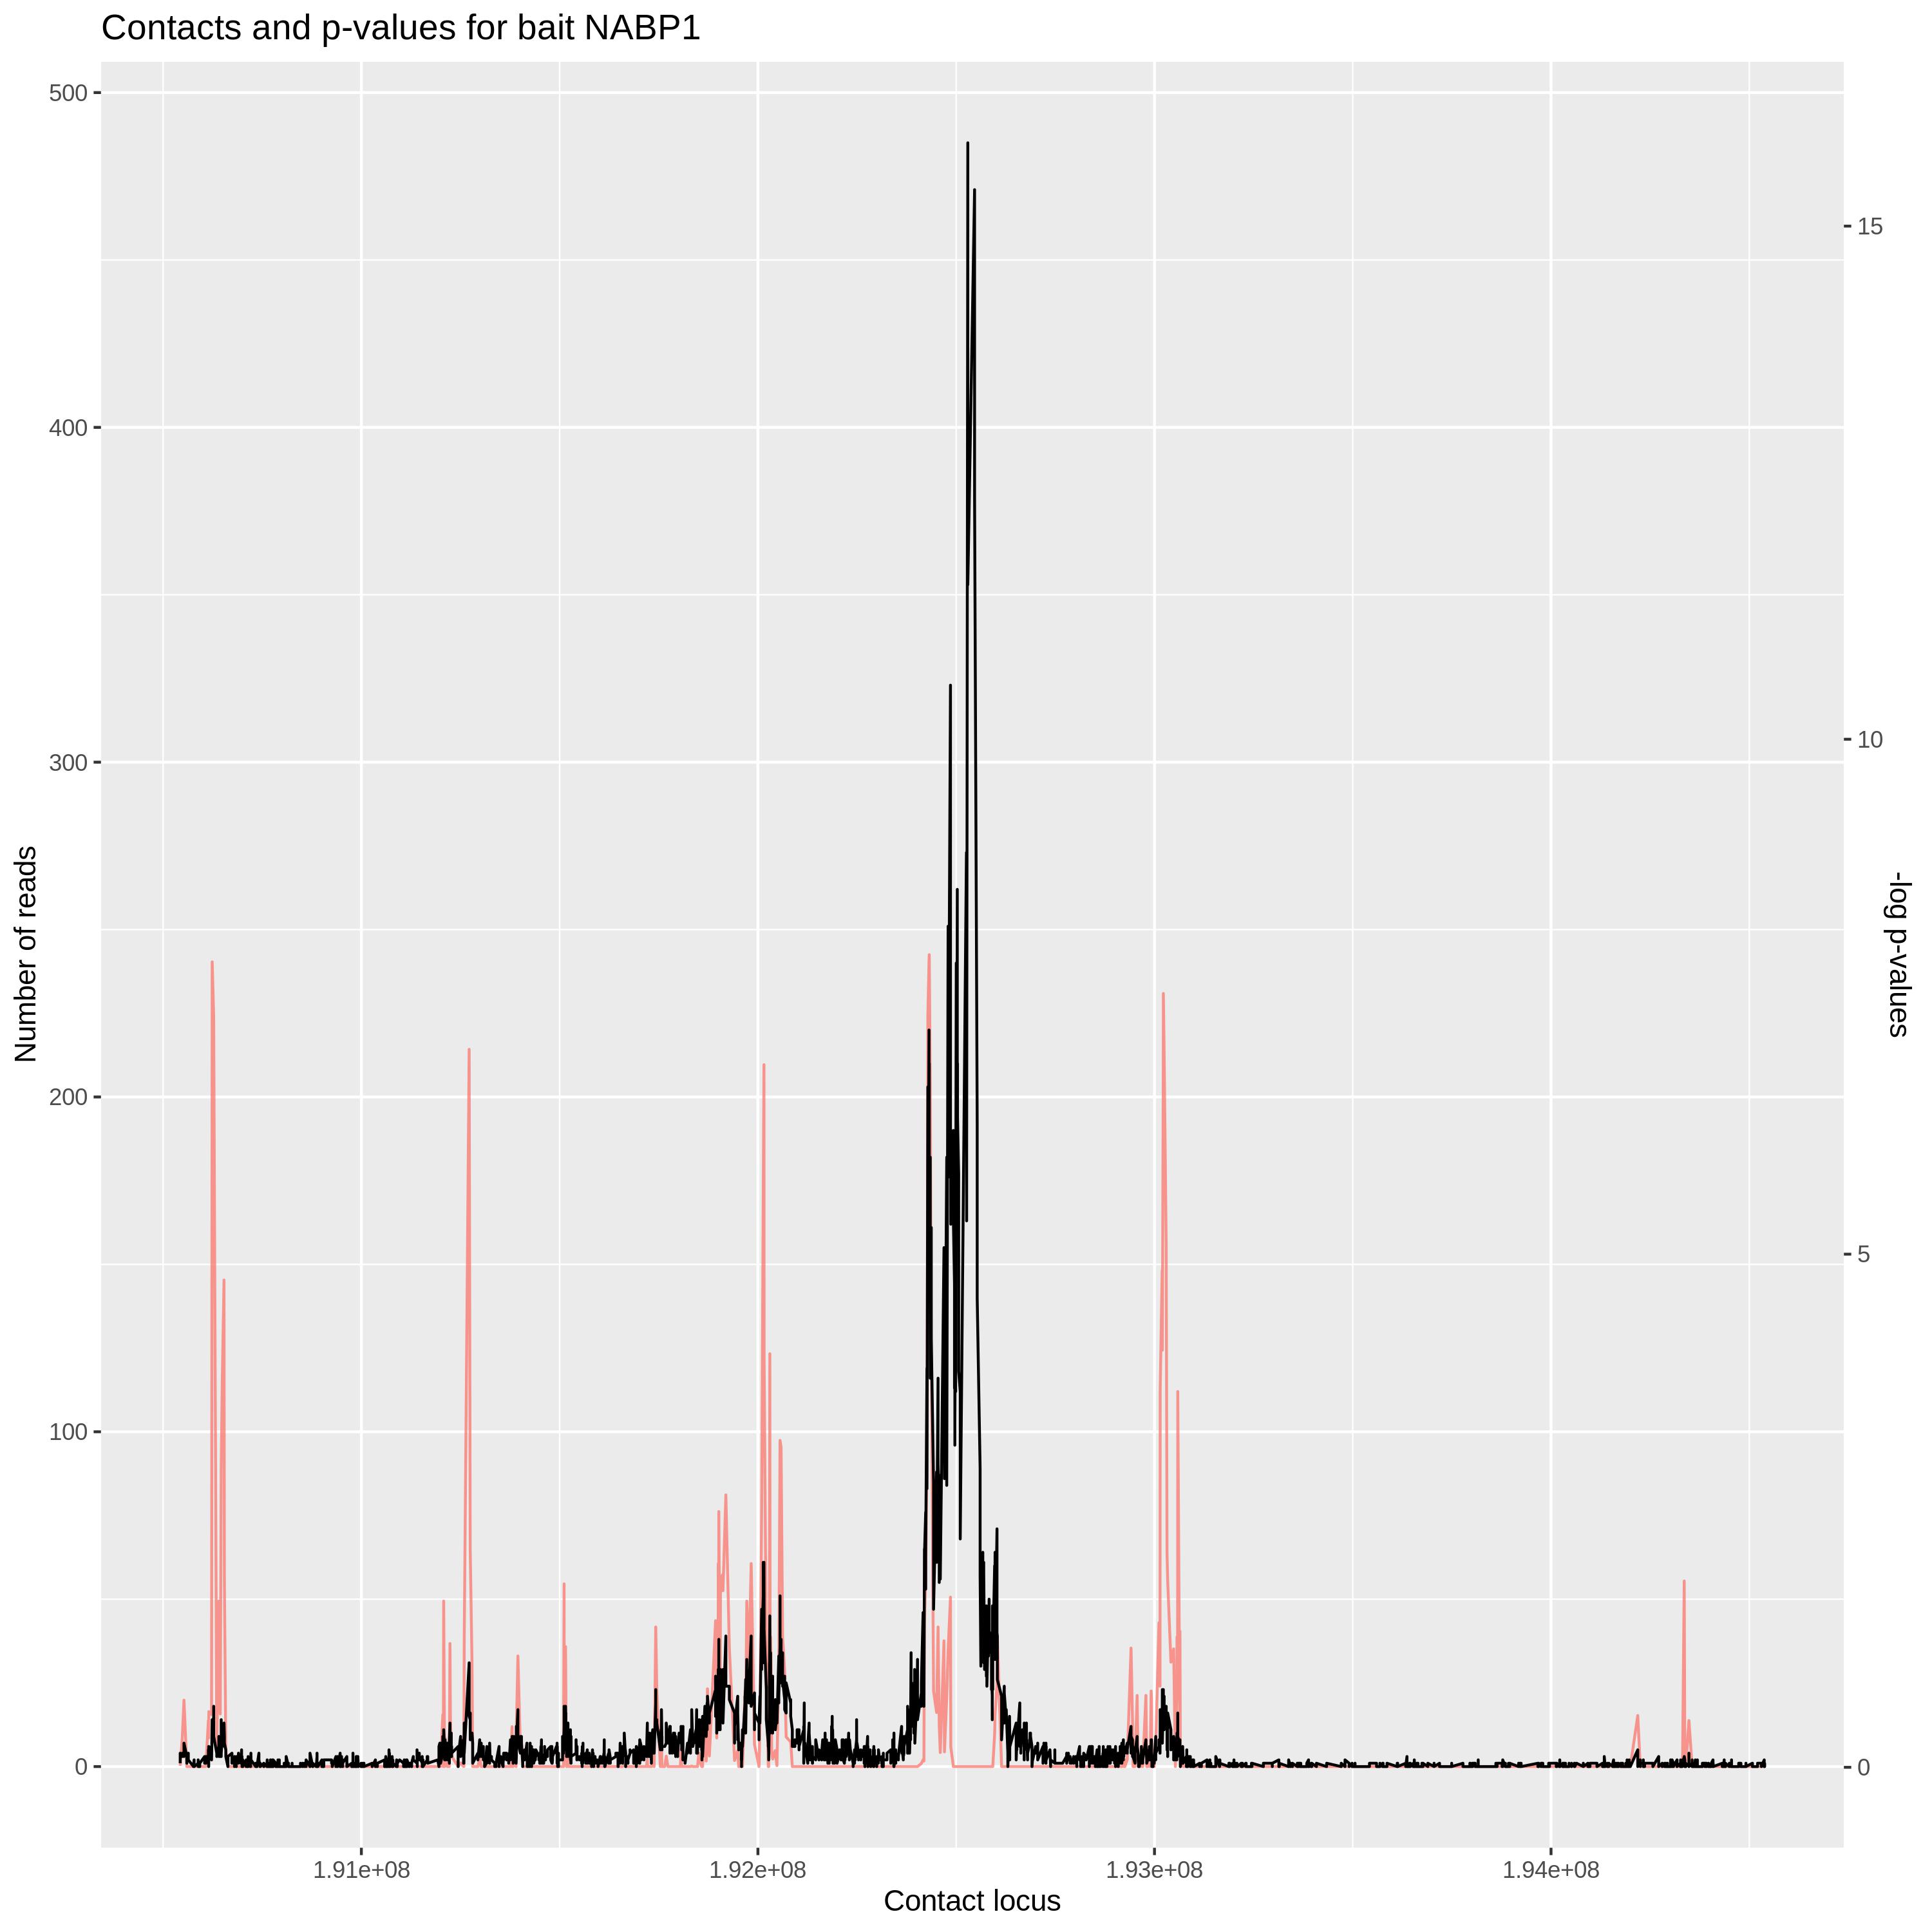 Contacts and p-values for bait NABP1
500
400
300
200
100
0
Number of reads
15
10
5
0
-log p-values
1.91e+08
1.92e+08
1.93e+08
1.94e+08
Contact locus